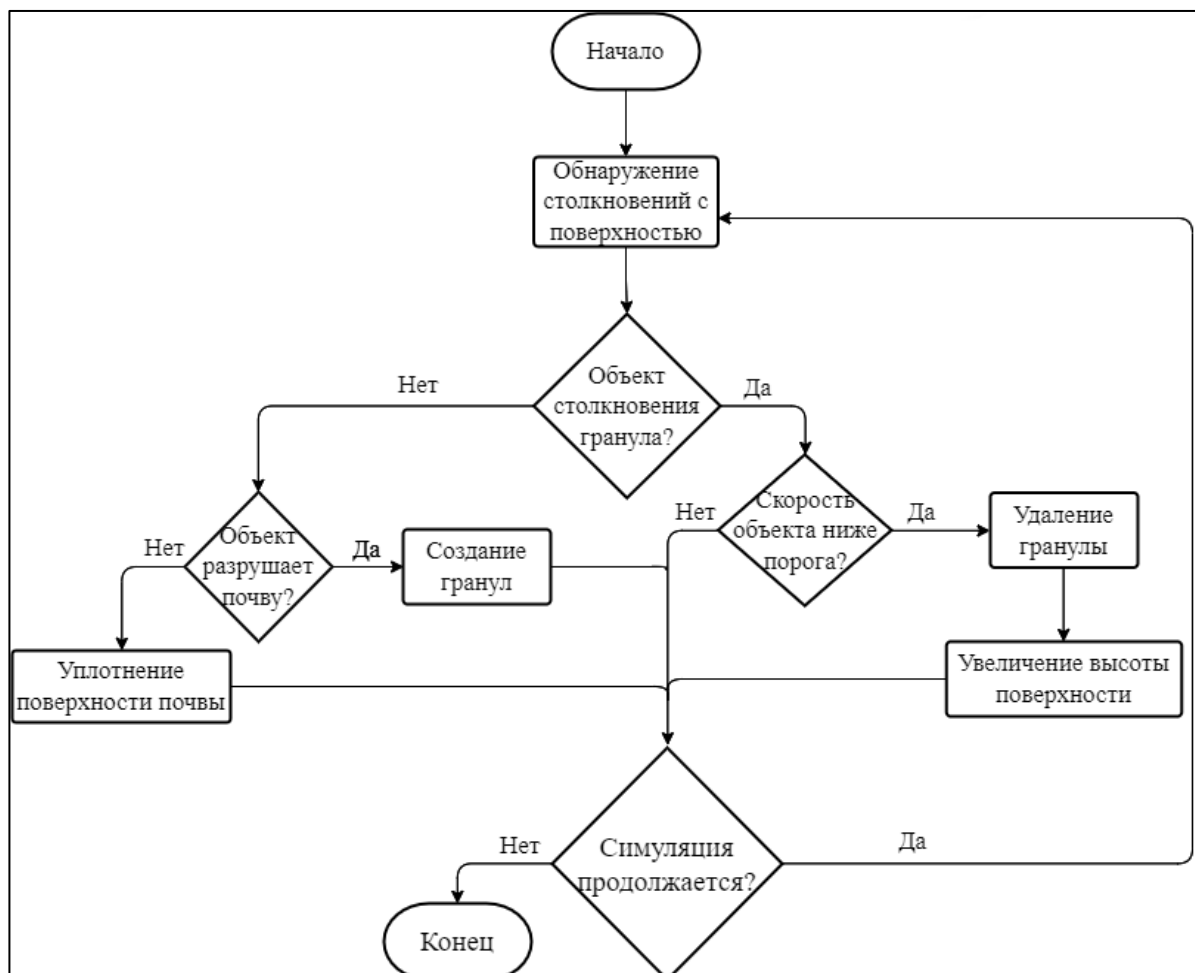 Начало
Обнаружение
столкновений с
поверхностью
Объект
столкновения
гранула?
Нет
Да
Объект
разрушает
почву?
Нет
Да
Создание
гранул
Скорость
объекта ниже
порога?
Нет
Да
Удаление
гранулы
Уплотнение
поверхности почвы
Увеличение высоты
поверхности
Симуляция
продолжается?
Нет
Да
Конец